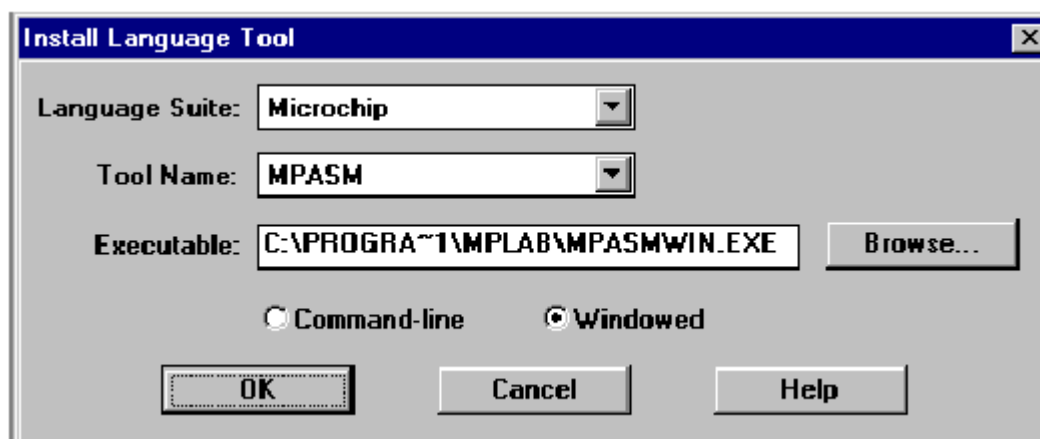 Install Language Tool
Language Suite: Microchip
Tool Name: MPASM
Executable: C:\PROGRA~1\MPLAB\MPASMWIN.EXE Browse...
Command-line Windowed
OK Cancel Help